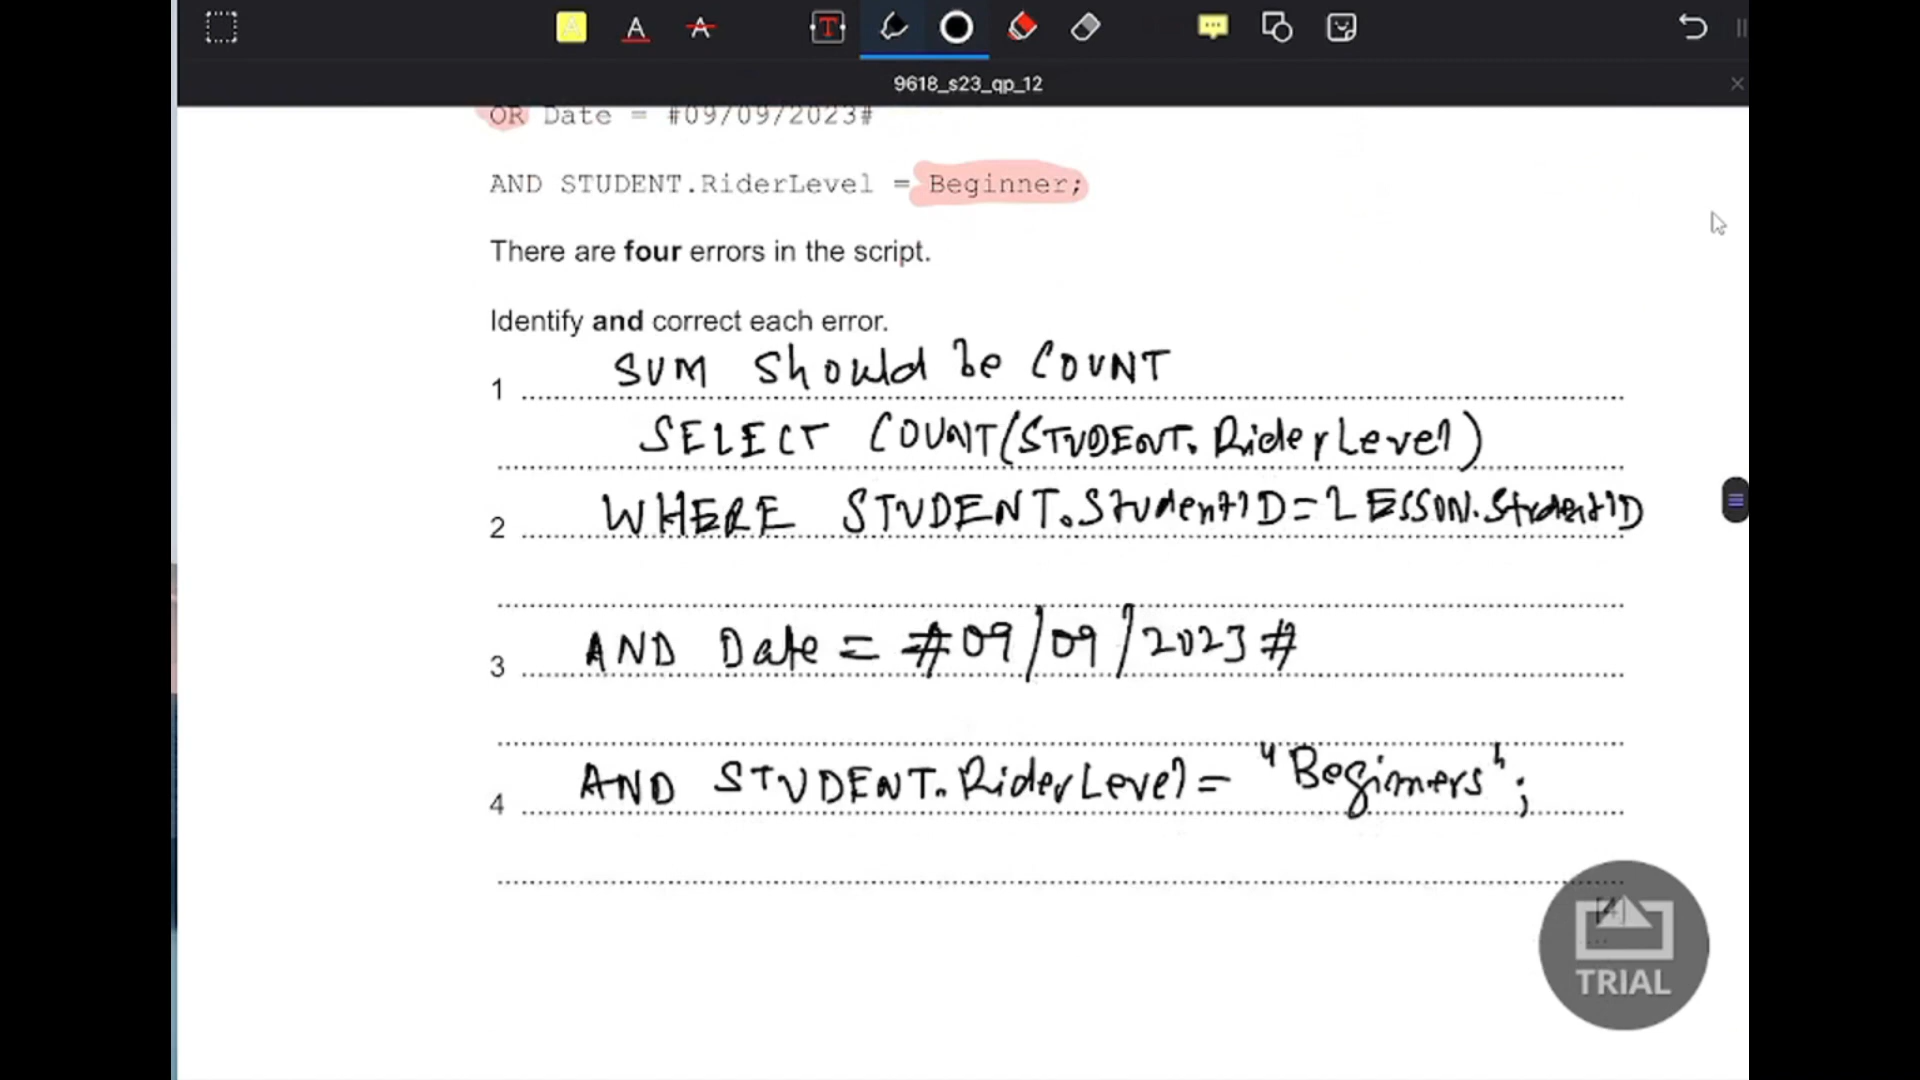 9618_s23_qp_12
OR Date = #09/09/2023#
AND STUDENT.RiderLevel = Beginner;
There are four errors in the script.
Identify and correct each error.
1 SUM should be COUNT
SELECT COUNT(STUDENT.RiderLevel)
2 WHERE STUDENT.StudentID=LESSON.StudentID
3 AND Date = #09/09/2023#
4 AND STUDENT.RiderLevel= "Beginners";
[4]
TRIAL